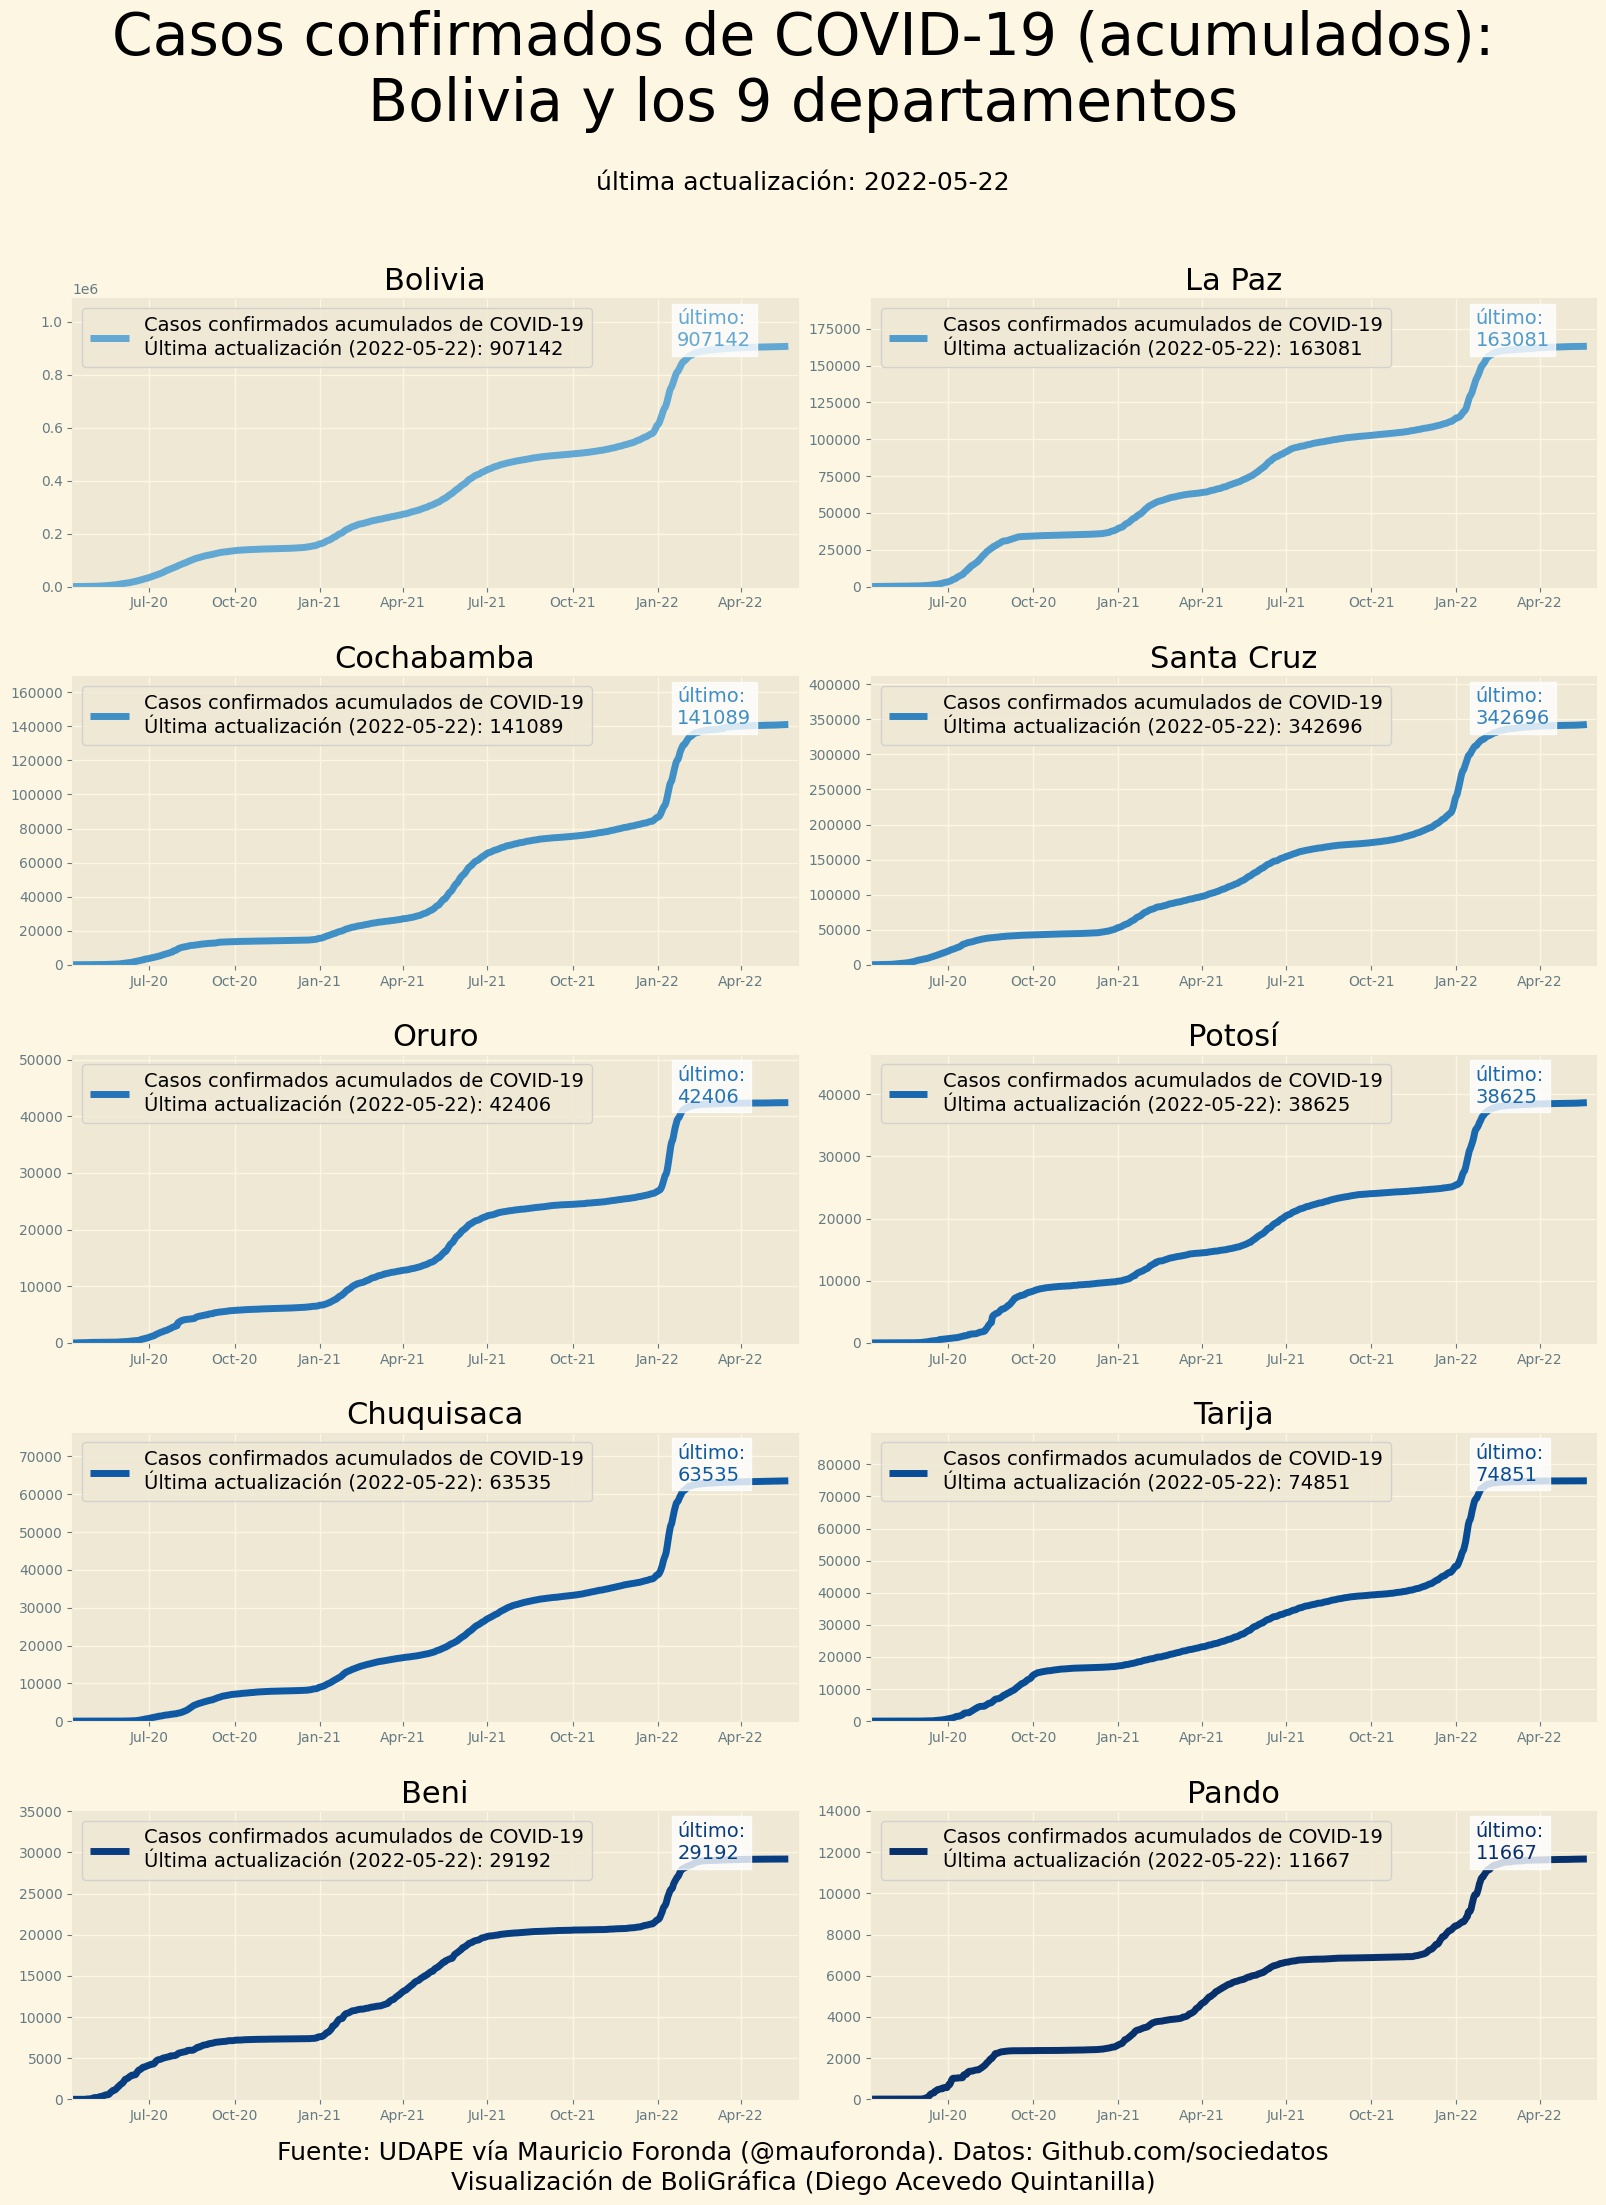 Casos confirmados de COVID-19 (acumulados):
Bolivia y los 9 departamentos
última actualización: 2022-05-22
Bolivia
1e6
Casos confirmados acumulados de COVID-19
Última actualización (2022-05-22): 907142
último:
907142
1.0
0.8
0.6
0.4
0.2
0.0
Jul-20 Oct-20 Jan-21 Apr-21 Jul-21 Oct-21 Jan-22 Apr-22
La Paz
Casos confirmados acumulados de COVID-19
Última actualización (2022-05-22): 163081
último:
163081
175000
150000
125000
100000
75000
50000
25000
0
Jul-20 Oct-20 Jan-21 Apr-21 Jul-21 Oct-21 Jan-22 Apr-22
Cochabamba
Casos confirmados acumulados de COVID-19
Última actualización (2022-05-22): 141089
último:
141089
160000
140000
120000
100000
80000
60000
40000
20000
0
Jul-20 Oct-20 Jan-21 Apr-21 Jul-21 Oct-21 Jan-22 Apr-22
Santa Cruz
Casos confirmados acumulados de COVID-19
Última actualización (2022-05-22): 342696
último:
342696
400000
350000
300000
250000
200000
150000
100000
50000
0
Jul-20 Oct-20 Jan-21 Apr-21 Jul-21 Oct-21 Jan-22 Apr-22
Oruro
Casos confirmados acumulados de COVID-19
Última actualización (2022-05-22): 42406
último:
42406
50000
40000
30000
20000
10000
0
Jul-20 Oct-20 Jan-21 Apr-21 Jul-21 Oct-21 Jan-22 Apr-22
Potosí
Casos confirmados acumulados de COVID-19
Última actualización (2022-05-22): 38625
último:
38625
40000
30000
20000
10000
0
Jul-20 Oct-20 Jan-21 Apr-21 Jul-21 Oct-21 Jan-22 Apr-22
Chuquisaca
Casos confirmados acumulados de COVID-19
Última actualización (2022-05-22): 63535
último:
63535
70000
60000
50000
40000
30000
20000
10000
0
Jul-20 Oct-20 Jan-21 Apr-21 Jul-21 Oct-21 Jan-22 Apr-22
Tarija
Casos confirmados acumulados de COVID-19
Última actualización (2022-05-22): 74851
último:
74851
80000
70000
60000
50000
40000
30000
20000
10000
0
Jul-20 Oct-20 Jan-21 Apr-21 Jul-21 Oct-21 Jan-22 Apr-22
Beni
Casos confirmados acumulados de COVID-19
Última actualización (2022-05-22): 29192
último:
29192
35000
30000
25000
20000
15000
10000
5000
0
Jul-20 Oct-20 Jan-21 Apr-21 Jul-21 Oct-21 Jan-22 Apr-22
Pando
Casos confirmados acumulados de COVID-19
Última actualización (2022-05-22): 11667
último:
11667
14000
12000
10000
8000
6000
4000
2000
0
Jul-20 Oct-20 Jan-21 Apr-21 Jul-21 Oct-21 Jan-22 Apr-22
Fuente: UDAPE vía Mauricio Foronda (@mauforonda). Datos: Github.com/sociedatos
Visualización de BoliGráfica (Diego Acevedo Quintanilla)